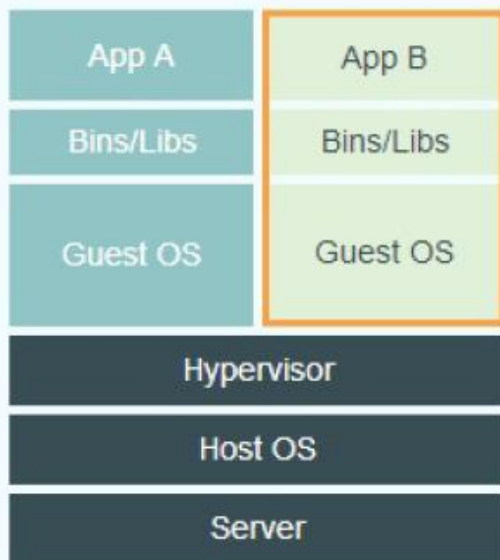 App A
App B
Bins/Libs
Bins/Libs
Guest OS
Guest OS
Hypervisor
Host OS
Server